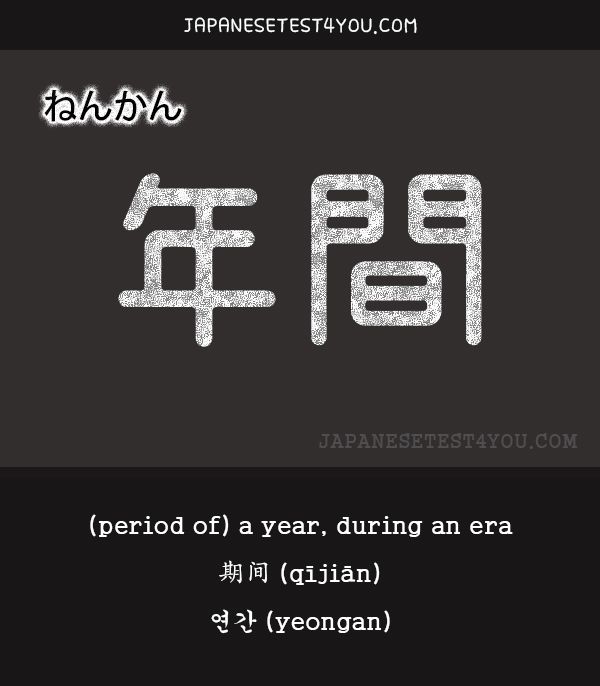 JAPANESETEST4YOU.COM
ねんかん
年間
JAPANESETEST4YOU.COM
(period of) a year, during an era
期间 (qījiān)
연간 (yeongan)